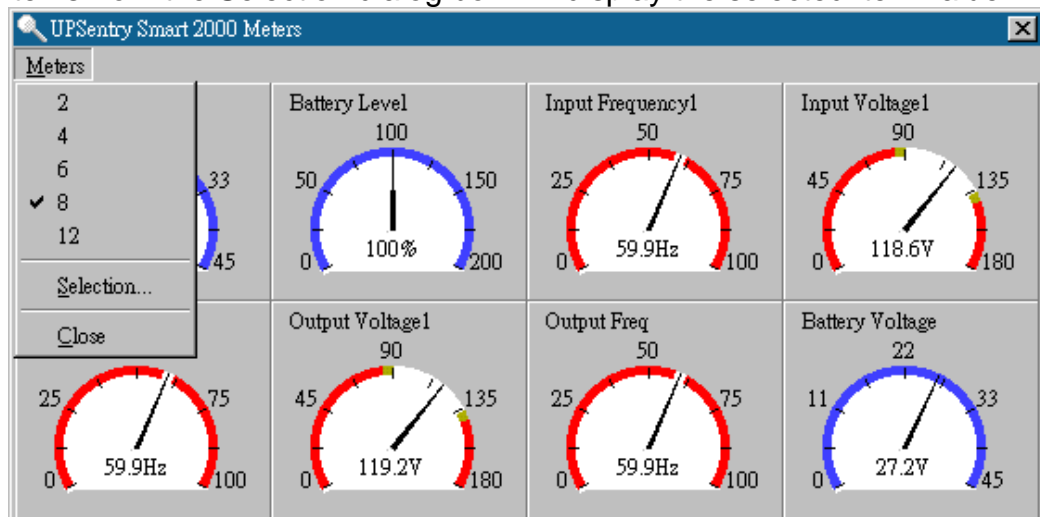 UPSentry Smart 2000 Meters
Meters
2
4
6
8
12
Selection...
Close
33
45
Battery Level
100
50 150
100%
0 200
Input Frequency1
50
25 75
59.9Hz
0 100
Input Voltage1
90
45 135
118.6V
0 180
25 75
59.9Hz
0 100
Output Voltage1
90
45 135
119.2V
0 180
Output Freq
50
25 75
59.9Hz
0 100
Battery Voltage
22
11 33
27.2V
0 45